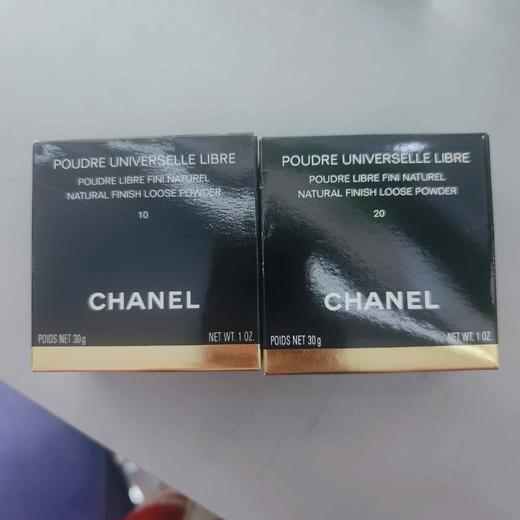 POUDRE UNIVERSELLE LIBRE
POUDRE LIBRE FINI NATUREL
NATURAL FINISH LOOSE POWDER
10
CHANEL
POIDS NET 30g
NET WT. 1 OZ.
POUDRE UNIVERSELLE LIBRE
POUDRE LIBRE FINI NATUREL
NATURAL FINISH LOOSE POWDER
20
CHANEL
POIDS NET 30g
NET WT. 1 OZ.